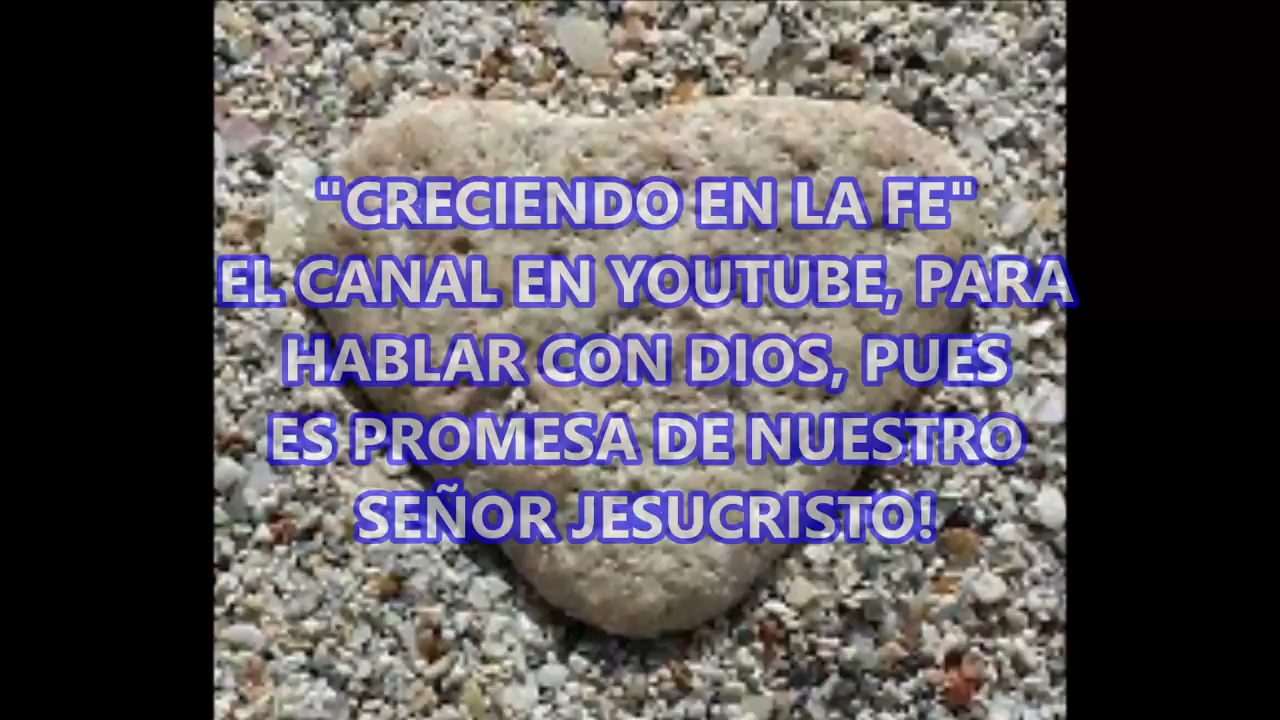 "CRECIENDO EN LA FE"
EL CANAL EN YOUTUBE, PARA
HABLAR CON DIOS, PUES
ES PROMESA DE NUESTRO
SEÑOR JESUCRISTO!